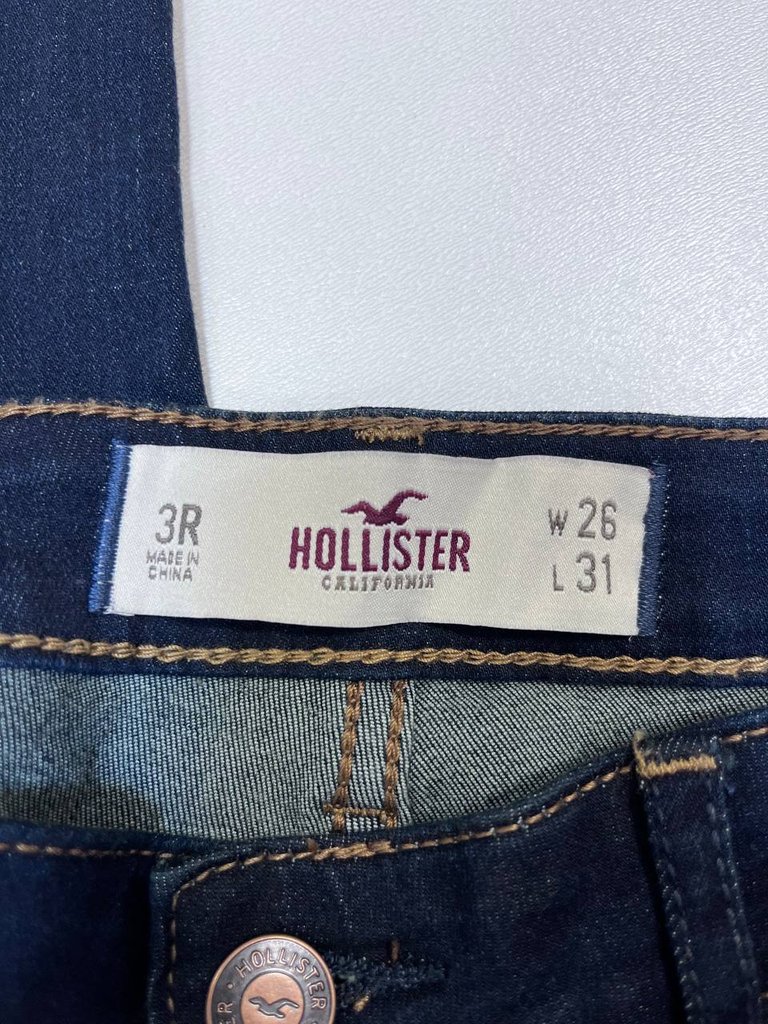 3R
MADE IN
CHINA
HOLLISTER
CALIFORNIA
W 26
L 31
HOLLISTER